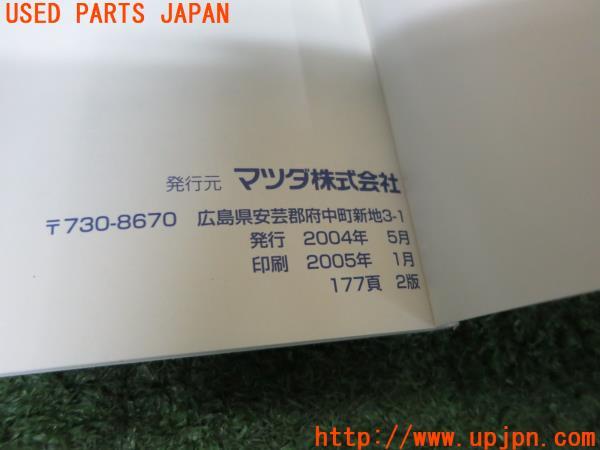 USED PARTS JAPAN
発行元 マツダ株式会社
〒730-8670 広島県安芸郡府中町新地3-1
発行 2004年 5月
印刷 2005年 1月
177頁 2版
http://www.upjpn.com/